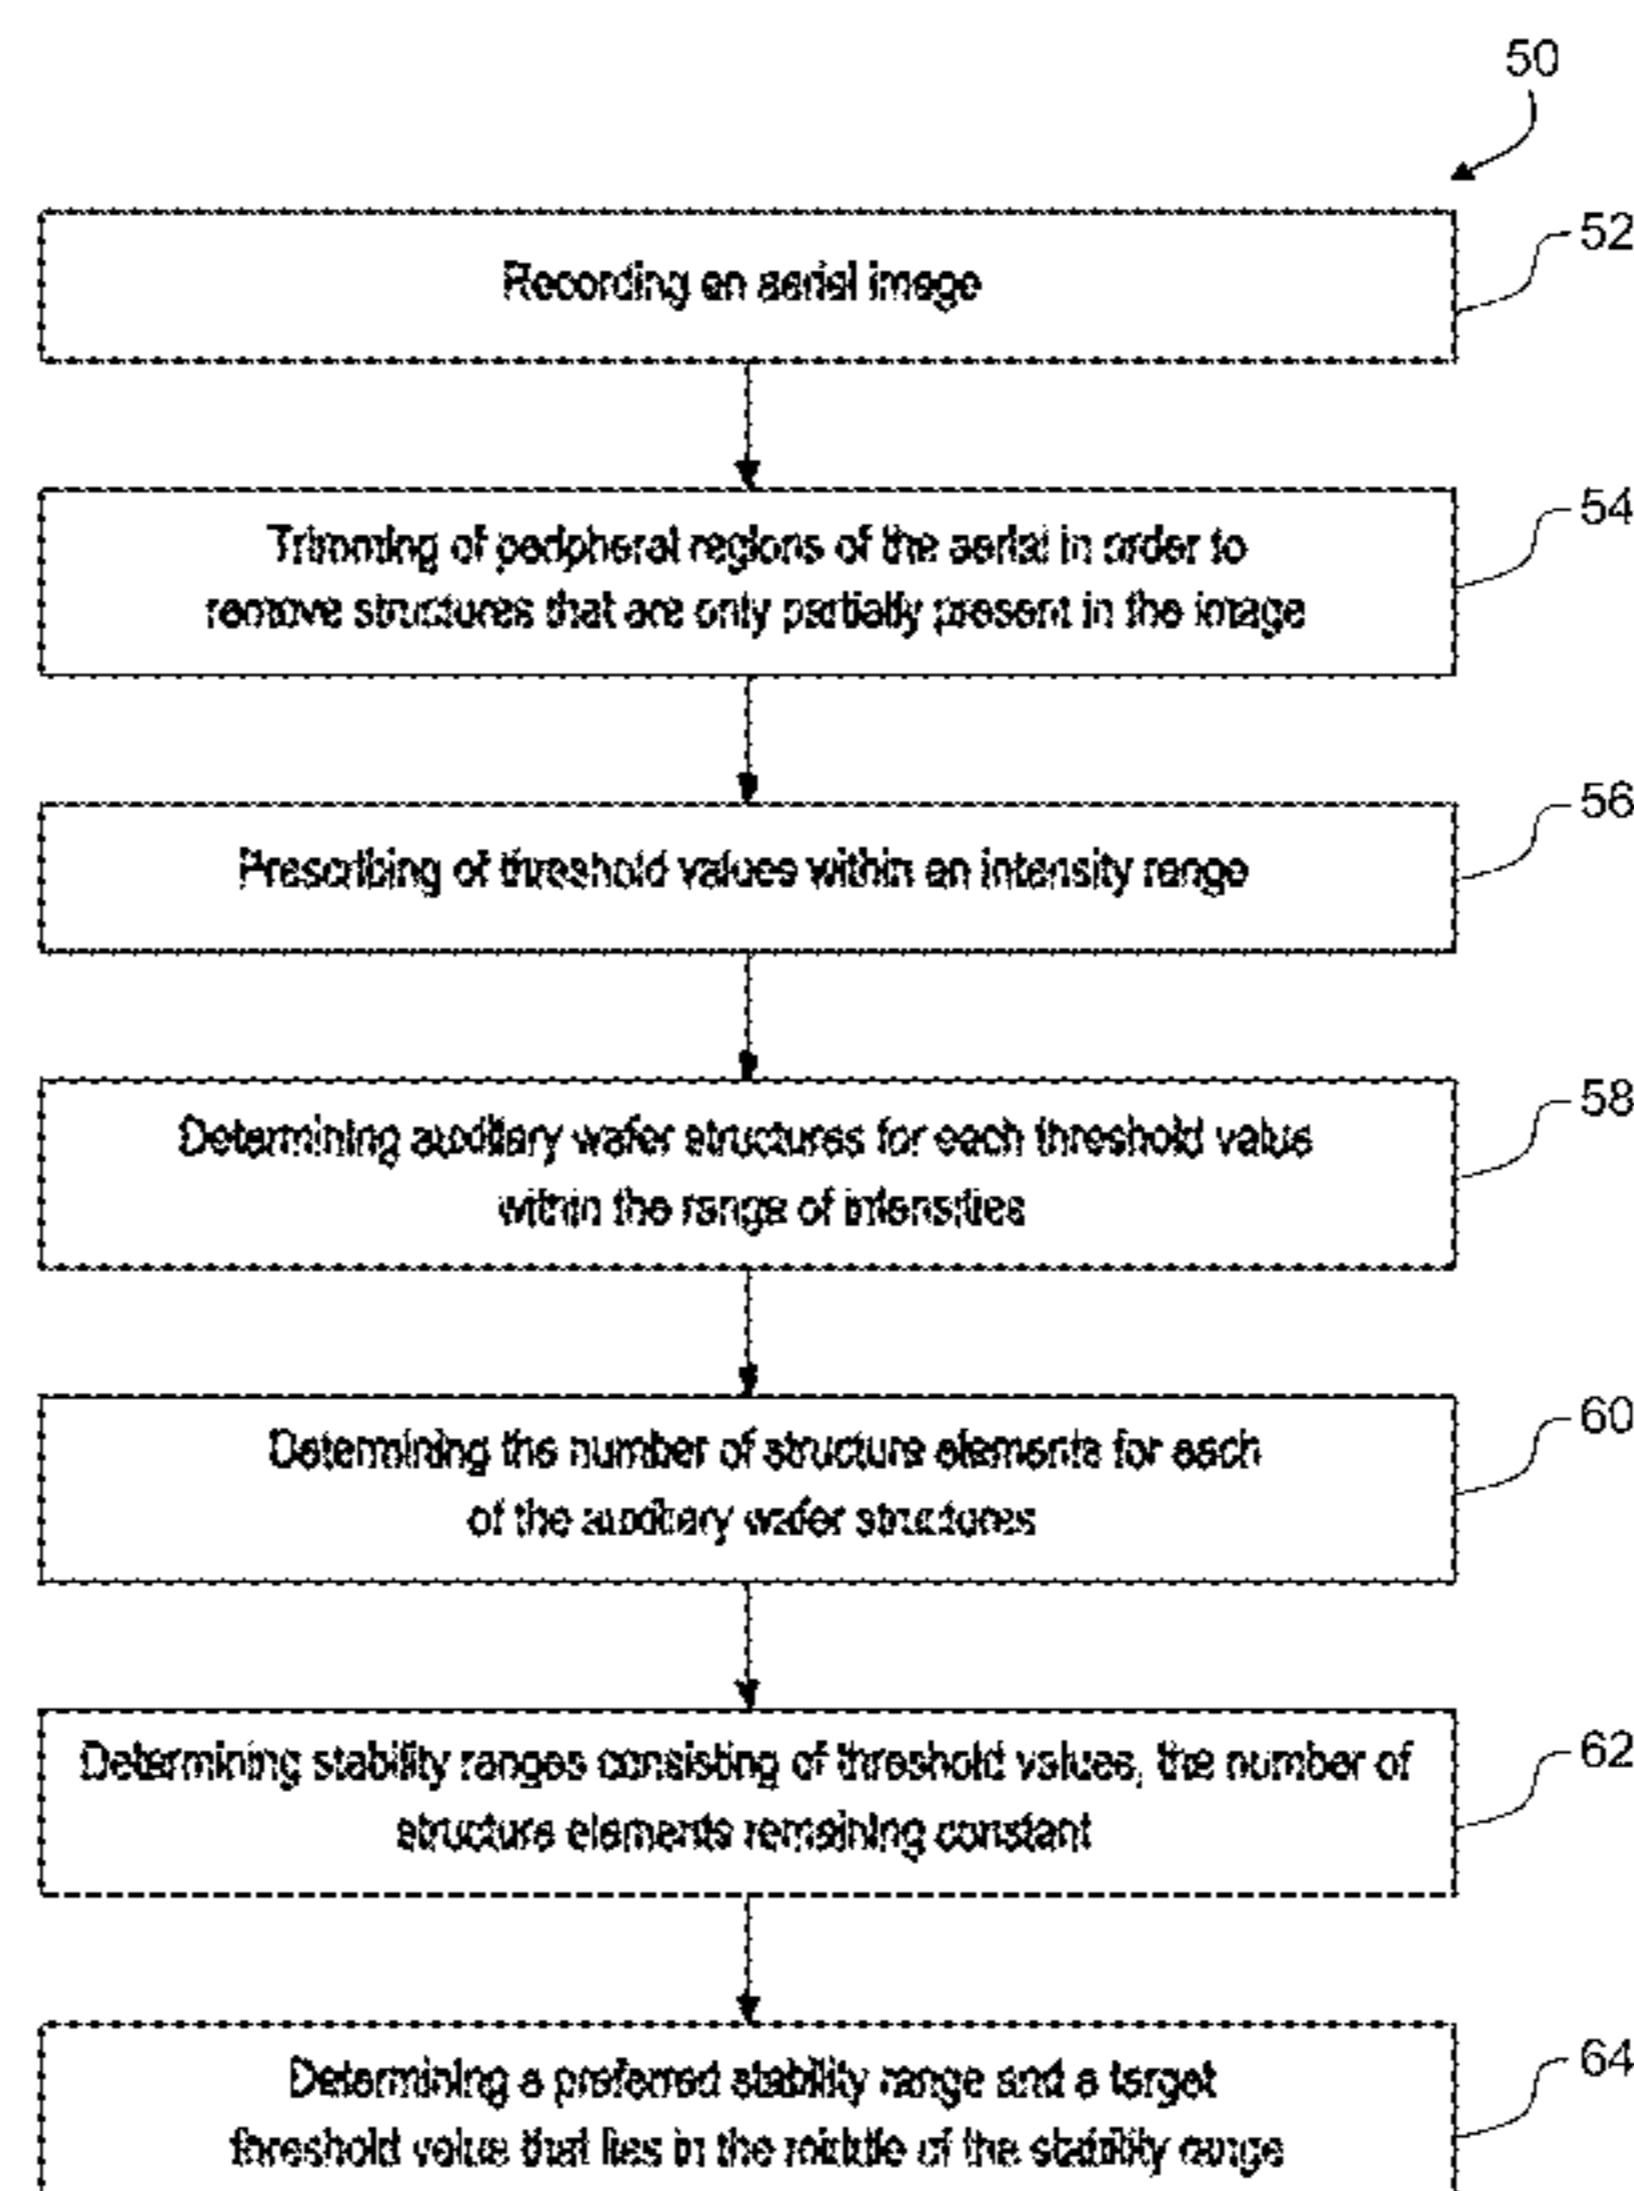 50
52
Recording an aerial image
54
Trimming of peripheral regions of the aerial in order to
remove structures that are only partially present in the image
56
Prescribing of threshold values within an intensity range
58
Determining auxiliary wafer structures for each threshold value
within the range of intensities
60
Determining the number of structure elements for each
of the auxiliary wafer structures
62
Determining stability ranges consisting of threshold values, the number of
structure elements remaining constant
64
Determining a preferred stability range and a target
threshold value that lies in the middle of the stability range